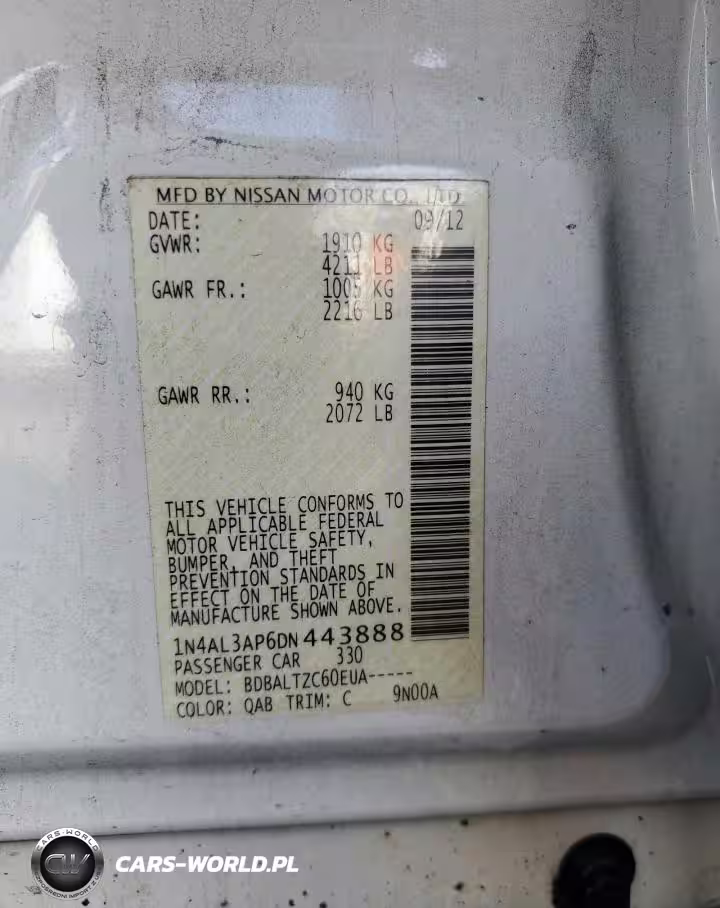 MFD BY NISSAN MOTOR CO., LTD.
DATE: 09/12
GVWR: 1910 KG
4211 LB
GAWR FR.: 1005 KG
2216 LB
GAWR RR.: 940 KG
2072 LB
THIS VEHICLE CONFORMS TO
ALL APPLICABLE FEDERAL
MOTOR VEHICLE SAFETY,
BUMPER, AND THEFT
PREVENTION STANDARDS IN
EFFECT ON THE DATE OF
MANUFACTURE SHOWN ABOVE.
1N4AL3AP6DN443888
PASSENGER CAR 330
MODEL: BDBALTZC60EUA-----
COLOR: QAB TRIM: C 9N00A
CARS-WORLD
CW
CARS-WORLD.PL